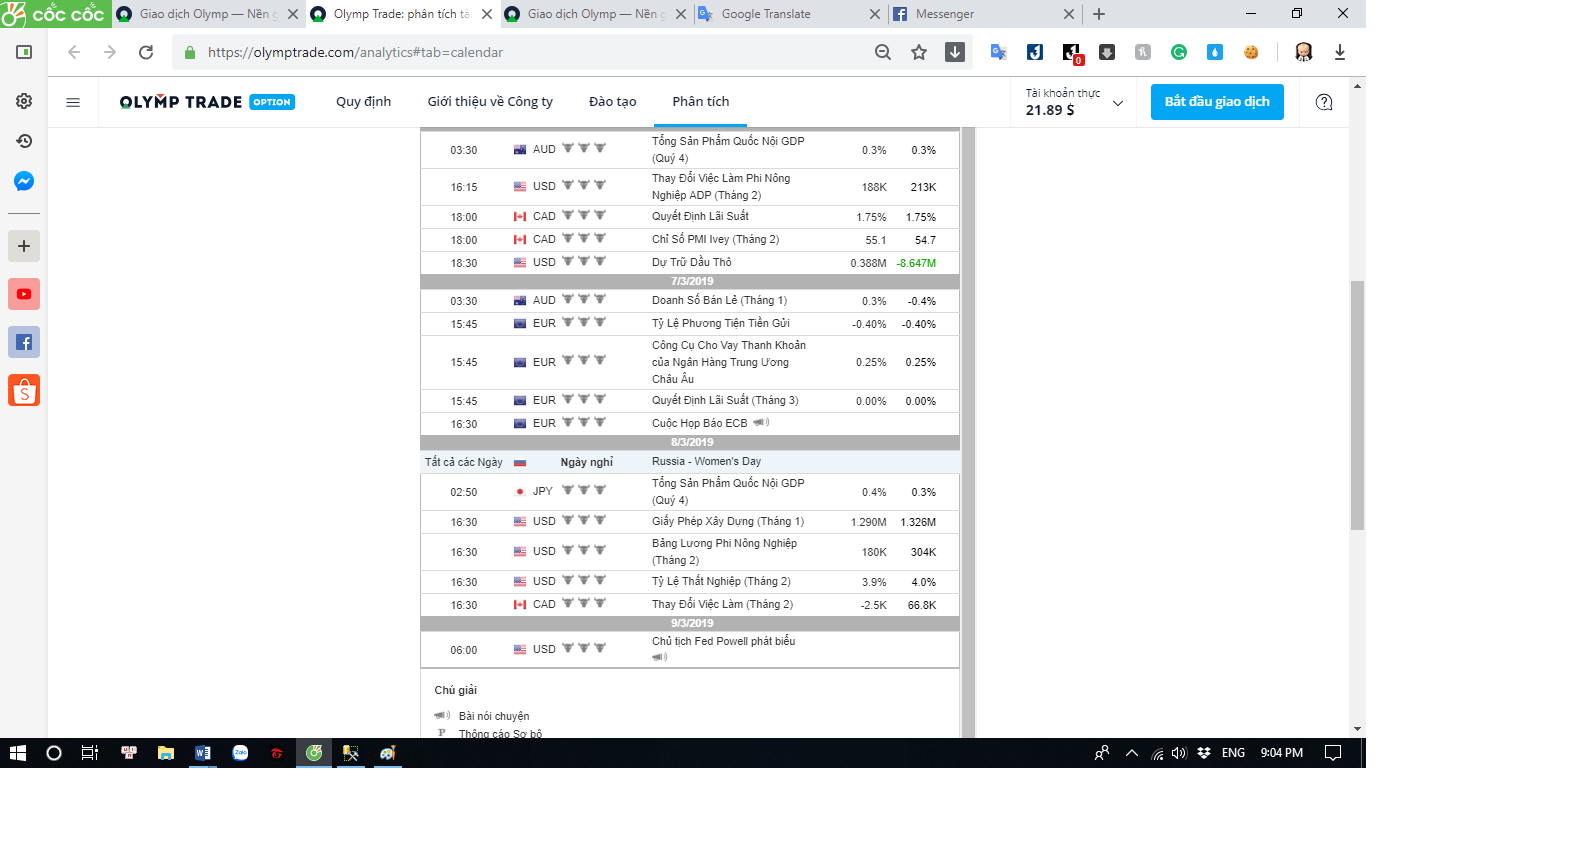 cốc cốc
Giao dịch Olymp — Nền g
Olymp Trade: phân tích tà
Giao dịch Olymp — Nền g
Google Translate
Messenger
https://olymptrade.com/analytics#tab=calendar
0
OLYMP TRADE OPTION
Quy định
Giới thiệu về Công ty
Đào tạo
Phân tích
Tài khoản thực
21.89 $
Bắt đầu giao dịch
03:30 AUD Tổng Sản Phẩm Quốc Nội GDP (Quý 4) 0.3% 0.3%
16:15 USD Thay Đổi Việc Làm Phi Nông Nghiệp ADP (Tháng 2) 188K 213K
18:00 CAD Quyết Định Lãi Suất 1.75% 1.75%
18:00 CAD Chỉ Số PMI Ivey (Tháng 2) 55.1 54.7
18:30 USD Dự Trữ Dầu Thô 0.388M -8.647M
7/3/2019
03:30 AUD Doanh Số Bán Lẻ (Tháng 1) 0.3% -0.4%
15:45 EUR Tỷ Lệ Phương Tiện Tiền Gửi -0.40% -0.40%
15:45 EUR Công Cụ Cho Vay Thanh Khoản của Ngân Hàng Trung Ương Châu Âu 0.25% 0.25%
15:45 EUR Quyết Định Lãi Suất (Tháng 3) 0.00% 0.00%
16:30 EUR Cuộc Họp Báo ECB
8/3/2019
Tất cả các Ngày Ngày nghỉ Russia - Women's Day
02:50 JPY Tổng Sản Phẩm Quốc Nội GDP (Quý 4) 0.4% 0.3%
16:30 USD Giấy Phép Xây Dựng (Tháng 1) 1.290M 1.326M
16:30 USD Bảng Lương Phi Nông Nghiệp (Tháng 2) 180K 304K
16:30 USD Tỷ Lệ Thất Nghiệp (Tháng 2) 3.9% 4.0%
16:30 CAD Thay Đổi Việc Làm (Tháng 2) -2.5K 66.8K
9/3/2019
06:00 USD Chủ tịch Fed Powell phát biểu
Chú giải
Bài nói chuyện
P Thông cáo Sơ bộ
ENG
9:04 PM